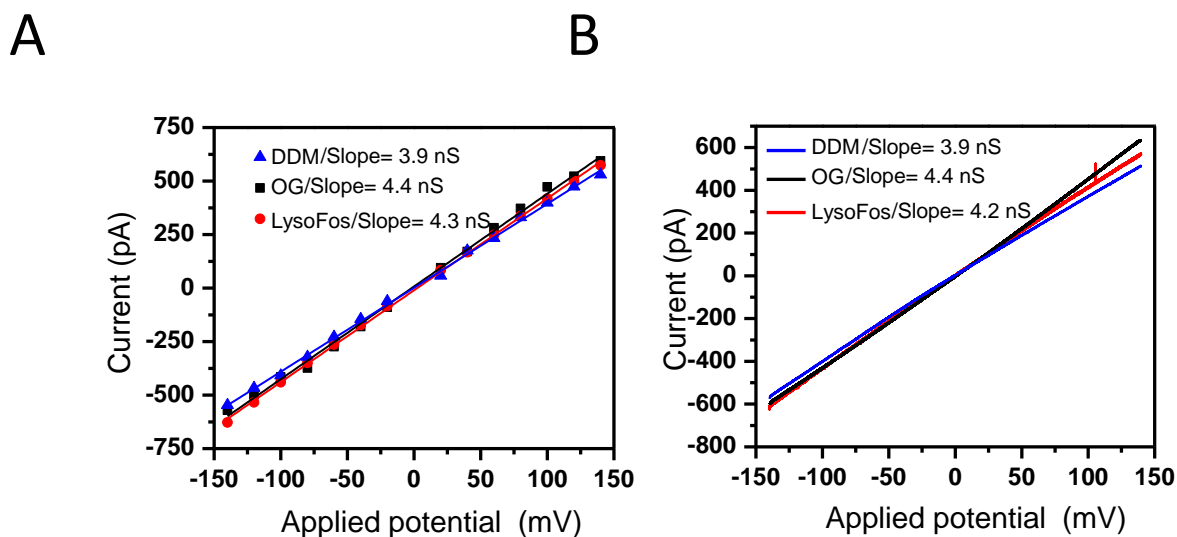 A
B
750
500
250
0
-250
-500
-750
Current (pA)
DDM/Slope= 3.9 nS
OG/Slope= 4.4 nS
LysoFos/Slope= 4.3 nS
-150 -100 -50 0 50 100 150
Applied potential (mV)
600
400
200
0
-200
-400
-600
-800
Current (pA)
DDM/Slope= 3.9 nS
OG/Slope= 4.4 nS
LysoFos/Slope= 4.2 nS
-150 -100 -50 0 50 100 150
Applied potential (mV)